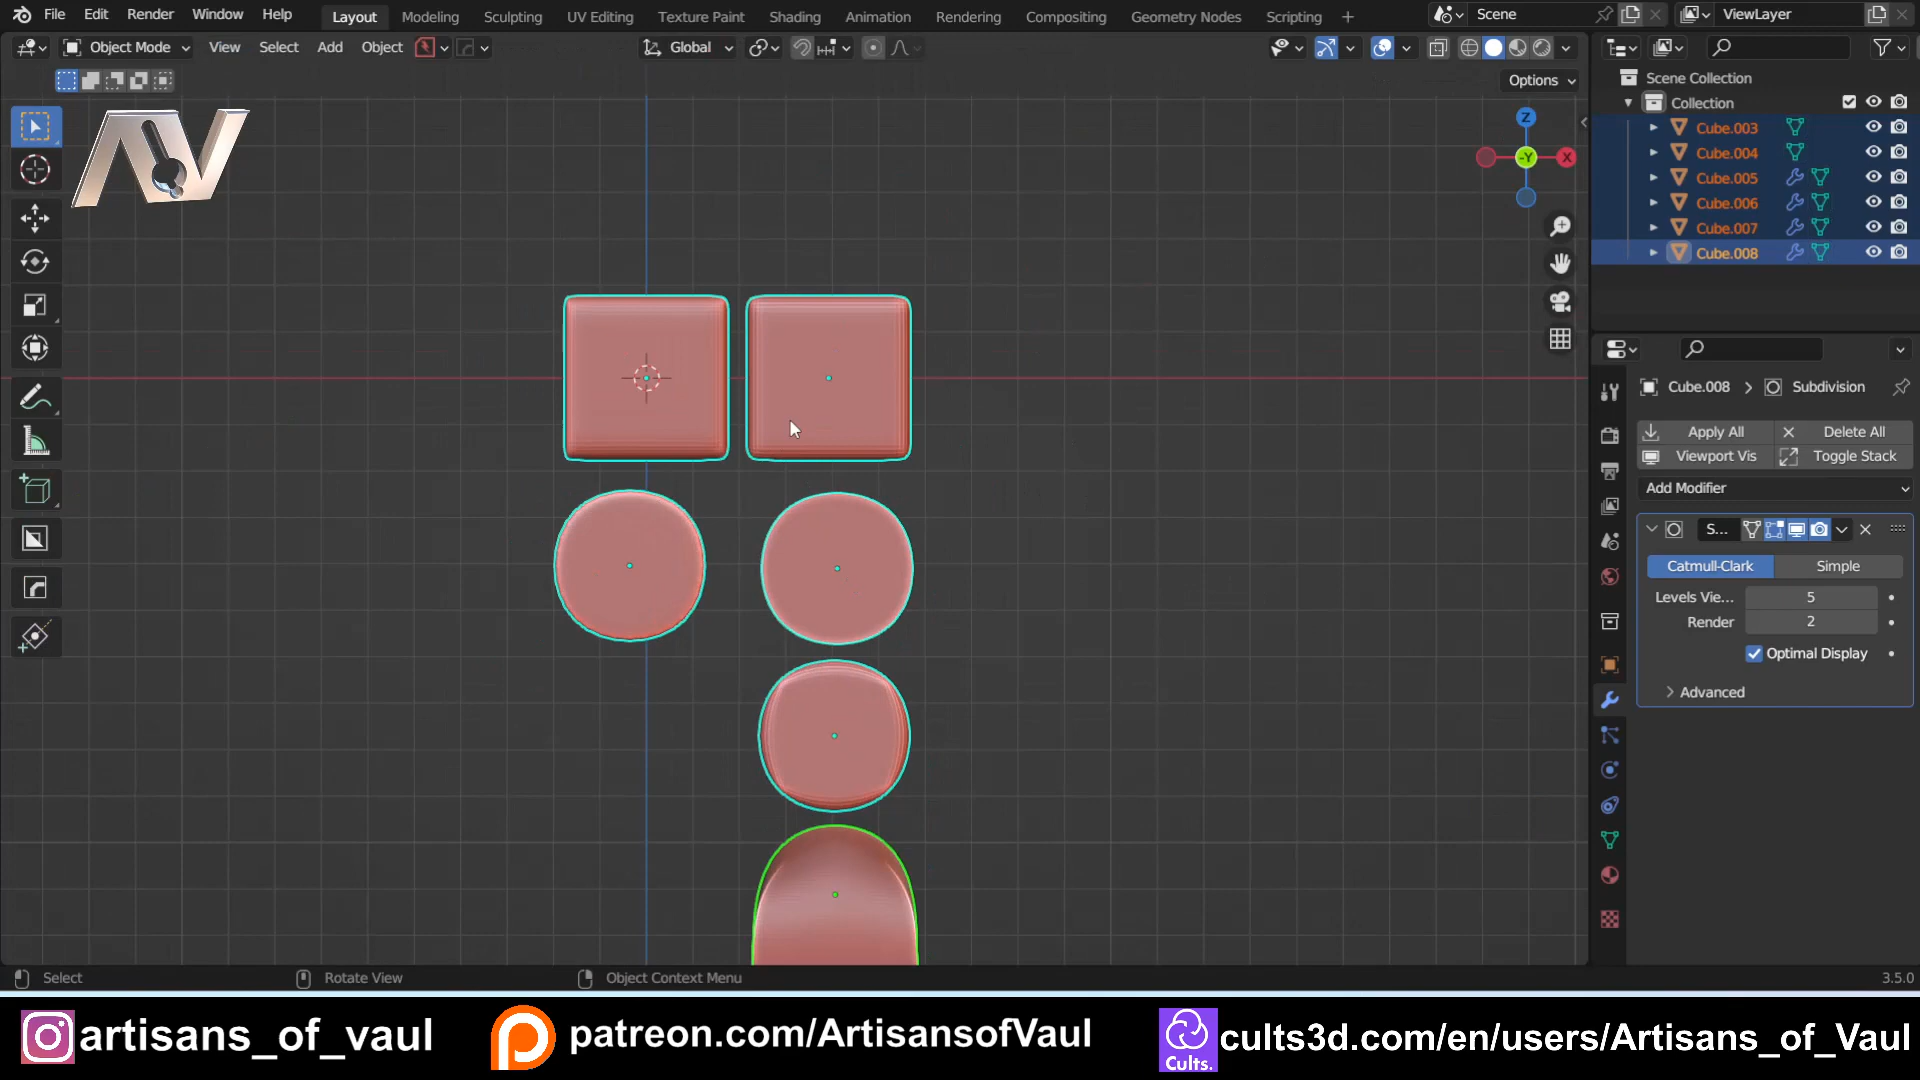 File Edit Render Window Help Layout Modeling Sculpting UV Editing Texture Paint Shading Animation Rendering Compositing Geometry Nodes Scripting + Scene ViewLayer
Object Mode View Select Add Object Global
Options
Scene Collection
Collection
Cube.003
Cube.004
Cube.005
Cube.006
Cube.007
Cube.008
Z
-Y X
Cube.008 > Subdivision
Apply All Delete All
Viewport Vis Toggle Stack
Add Modifier
S...
Catmull-Clark Simple
Levels Vie... 5
Render 2
Optimal Display
Advanced
Select Rotate View Object Context Menu 3.5.0
artisans_of_vaul patreon.com/ArtisansofVaul Cults. cults3d.com/en/users/Artisans_of_Vaul